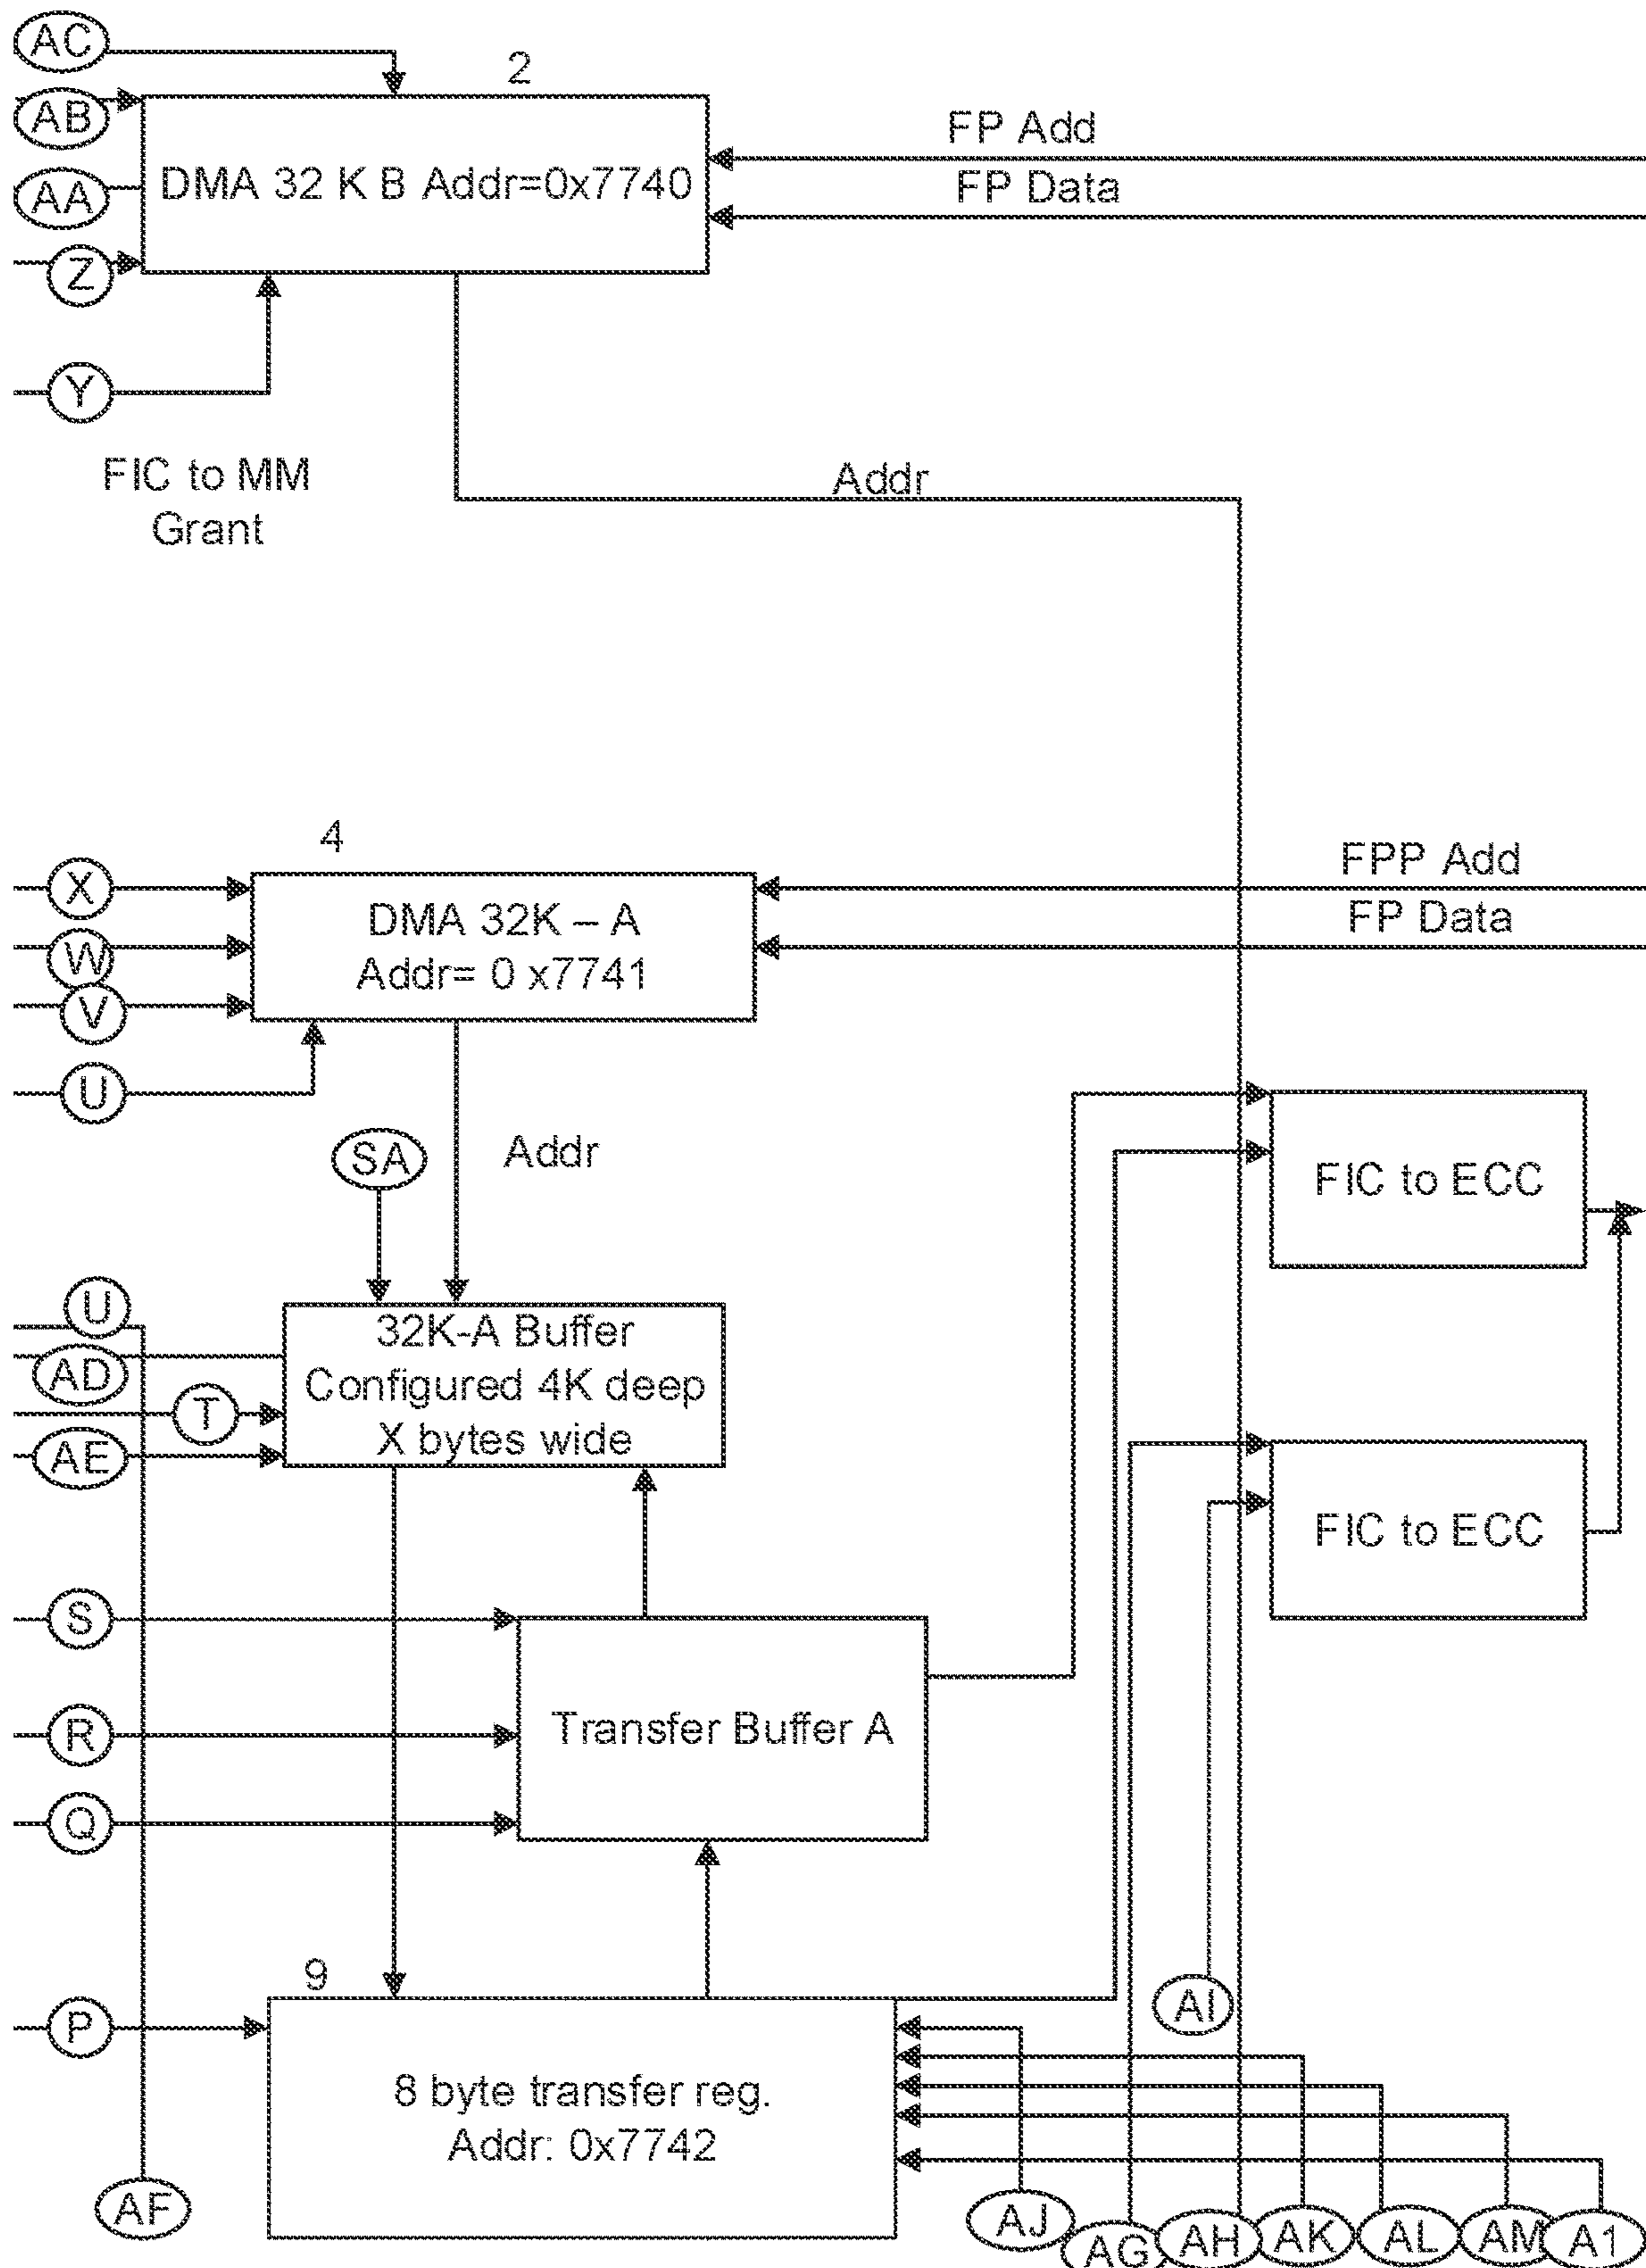 AC
2
AB
FP Add
DMA 32 K B Addr=0x7740
AA
FP Data
Z
Y
FIC to MM
Grant
Addr
4
FPP Add
X
DMA 32K – A
FP Data
W
Addr= 0 x7741
V
U
SA
Addr
FIC to ECC
U
32K-A Buffer
AD
Configured 4K deep
T
X bytes wide
AE
FIC to ECC
S
Transfer Buffer A
R
Q
9
AI
P
8 byte transfer reg.
Addr: 0x7742
AF
AJ
AG
AH
AK
AL
AM
A1